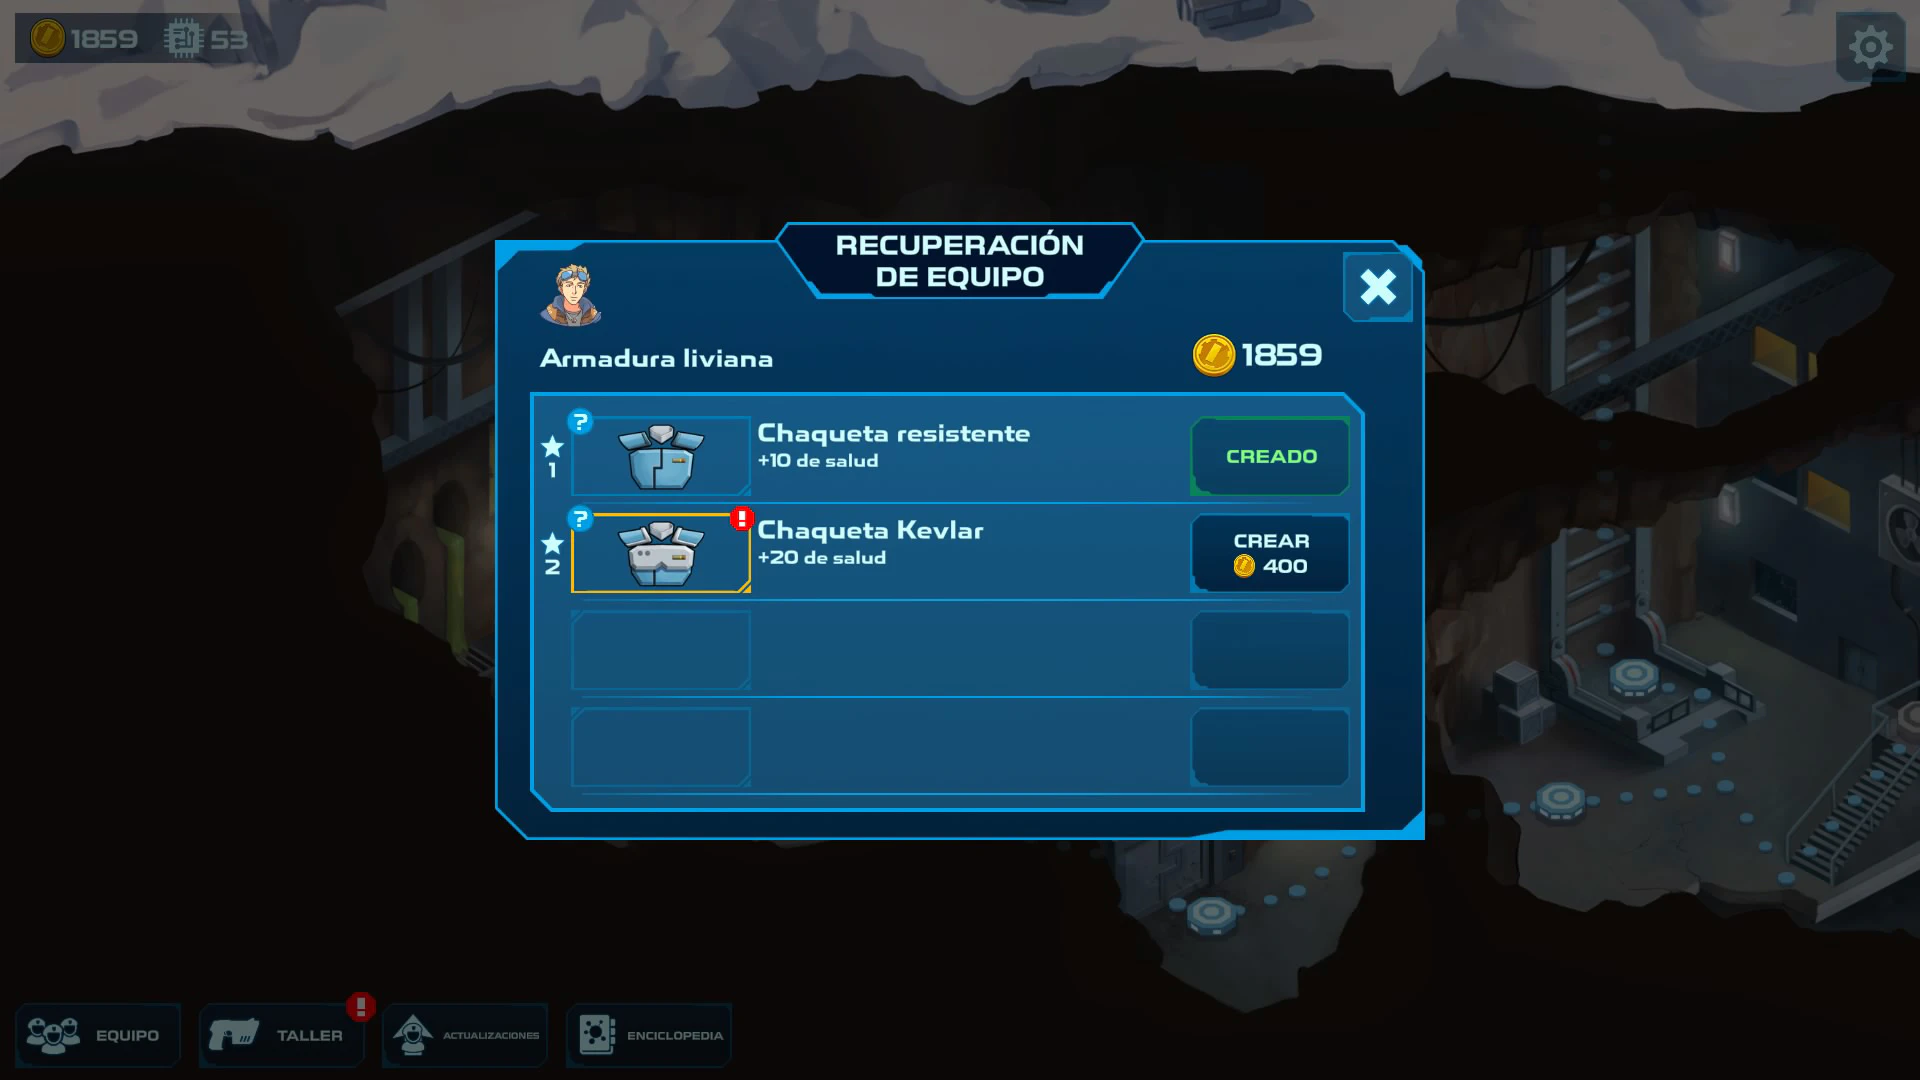 1859 53
RECUPERACIÓN
DE EQUIPO
Armadura liviana
1859
?
1
Chaqueta resistente
+10 de salud
CREADO
?
!
2
Chaqueta Kevlar
+20 de salud
CREAR
400
EQUIPO
TALLER
!
ACTUALIZACIONES
ENCICLOPEDIA